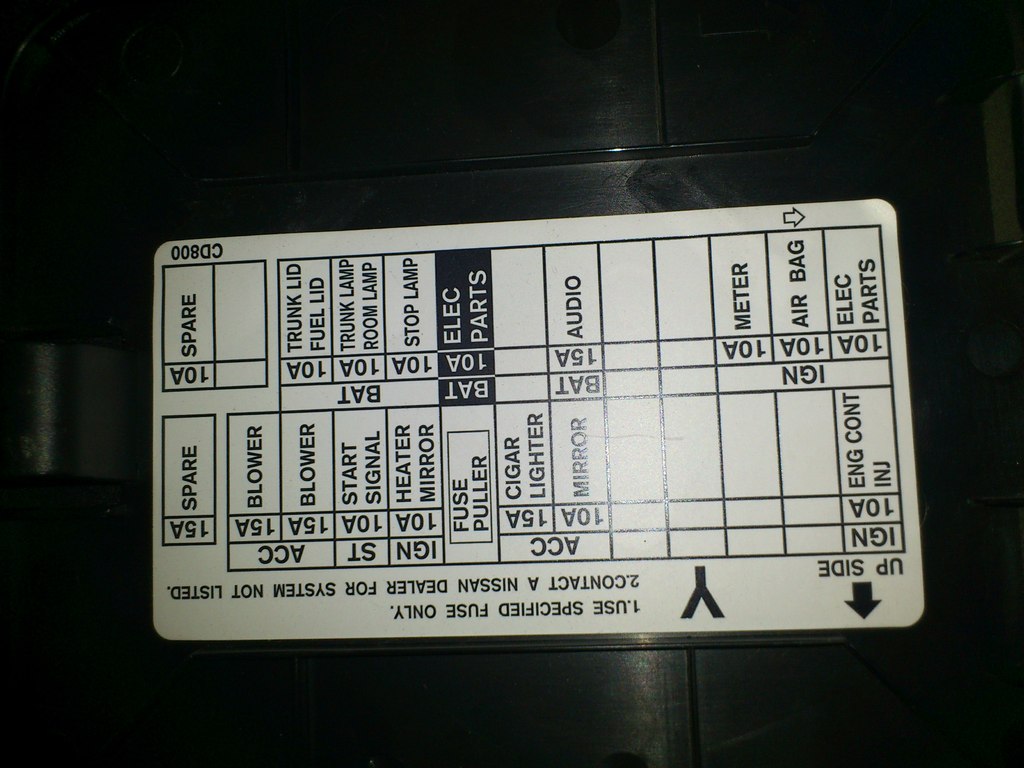 UP SIDE
1.USE SPECIFIED FUSE ONLY.
2.CONTACT A NISSAN DEALER FOR SYSTEM NOT LISTED.
Y
IGN
10A
ENG CONT
INJ
ACC
10A
MIRROR
15A
CIGAR
LIGHTER
FUSE
PULLER
IGN
10A
HEATER
MIRROR
ST
10A
START
SIGNAL
ACC
15A
BLOWER
15A
BLOWER
15A
SPARE
IGN
10A
ELEC
PARTS
10A
AIR BAG
10A
METER
BAT
15A
AUDIO
BAT
10A
ELEC
PARTS
BAT
10A
STOP LAMP
10A
TRUNK LAMP
ROOM LAMP
10A
TRUNK LID
FUEL LID
10A
SPARE
CD800